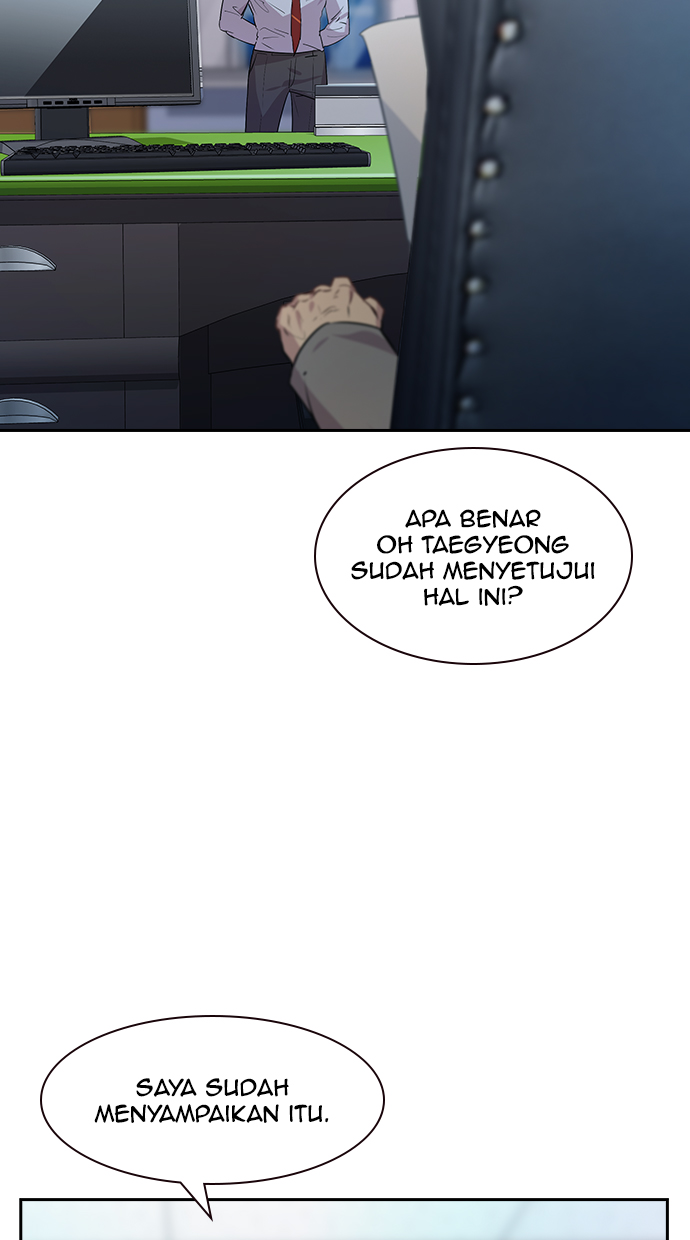 APA BENAR
OH TAEGYEONG
SUDAH MENYETUJUI
HAL INI?
SAYA SUDAH
MENYAMPAIKAN ITU.